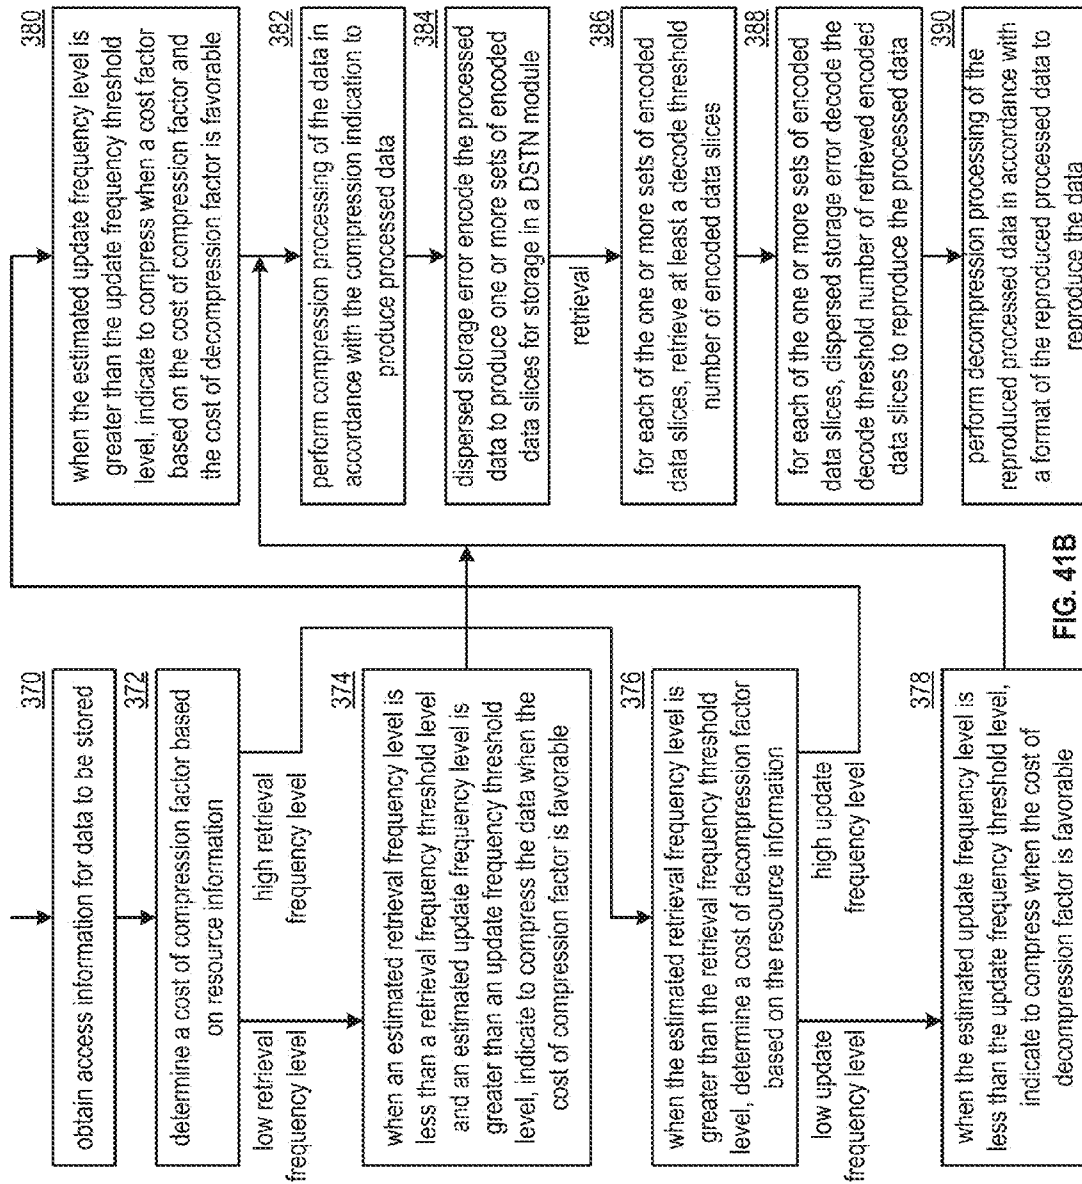 370
obtain access information for data to be stored
372
determine a cost of compression factor based
on resource information
low retrieval
frequency level
high retrieval
frequency level
374
when an estimated retrieval frequency level is
less than a retrieval frequency threshold level
and an estimated update frequency level is
greater than an update frequency threshold
level, indicate to compress the data when the
cost of compression factor is favorable
376
when the estimated retrieval frequency level is
greater than the retrieval frequency threshold
level, determine a cost of decompression factor
based on the resource information
low update
frequency level
high update
frequency level
378
when the estimated update frequency level is
less than the update frequency threshold level,
indicate to compress when the cost of
decompression factor is favorable
380
when the estimated update frequency level is
greater than the update frequency threshold
level, indicate to compress when a cost factor
based on the cost of compression factor and
the cost of decompression factor is favorable
382
perform compression processing of the data in
accordance with the compression indication to
produce processed data
384
dispersed storage error encode the processed
data to produce one or more sets of encoded
data slices for storage in a DSTN module
retrieval
386
for each of the one or more sets of encoded
data slices, retrieve at least a decode threshold
number of encoded data slices
388
for each of the one or more sets of encoded
data slices, dispersed storage error decode the
decode threshold number of retrieved encoded
data slices to reproduce the processed data
390
perform decompression processing of the
reproduced processed data in accordance with
a format of the reproduced processed data to
reproduce the data
FIG. 41B